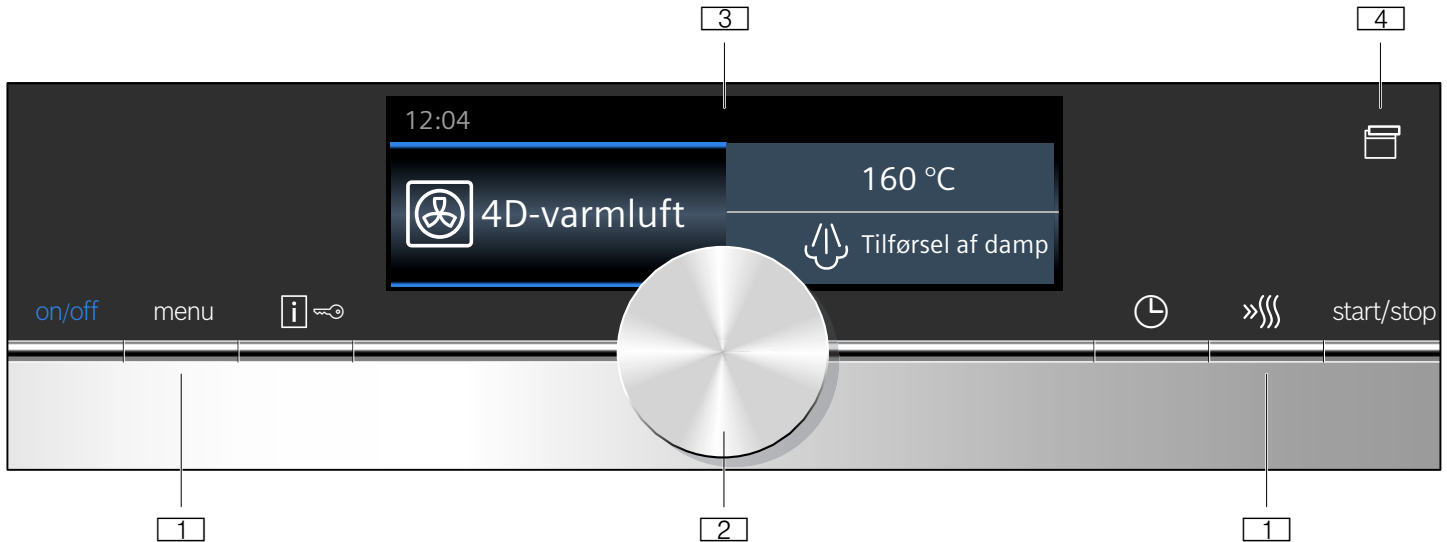 3
4
12:04
160 °C
4D-varmluft
Tilførsel af damp
on/off
menu
i
start/stop
1
2
1